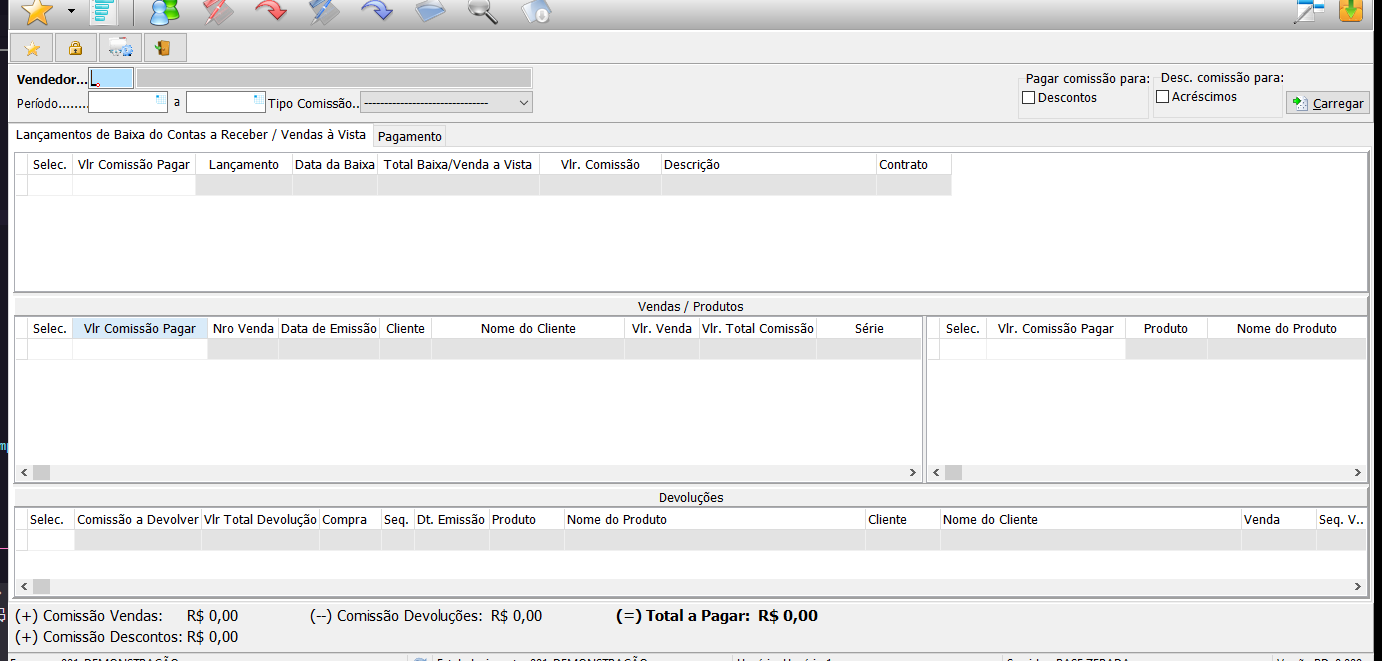 Vendedor...
Período........ a Tipo Comissão.. -------------------------------
Pagar comissão para:
Descontos
Desc. comissão para:
Acréscimos
Carregar
Lançamentos de Baixa do Contas a Receber / Vendas à Vista Pagamento
Selec. Vlr Comissão Pagar Lançamento Data da Baixa Total Baixa/Venda a Vista Vlr. Comissão Descrição Contrato
Vendas / Produtos
Selec. Vlr Comissão Pagar Nro Venda Data de Emissão Cliente Nome do Cliente Vlr. Venda Vlr. Total Comissão Série
Selec. Vlr. Comissão Pagar Produto Nome do Produto
Devoluções
Selec. Comissão a Devolver Vlr Total Devolução Compra Seq. Dt. Emissão Produto Nome do Produto Cliente Nome do Cliente Venda Seq. V..
(+) Comissão Vendas: R$ 0,00 (--) Comissão Devoluções: R$ 0,00 (=) Total a Pagar: R$ 0,00
(+) Comissão Descontos: R$ 0,00